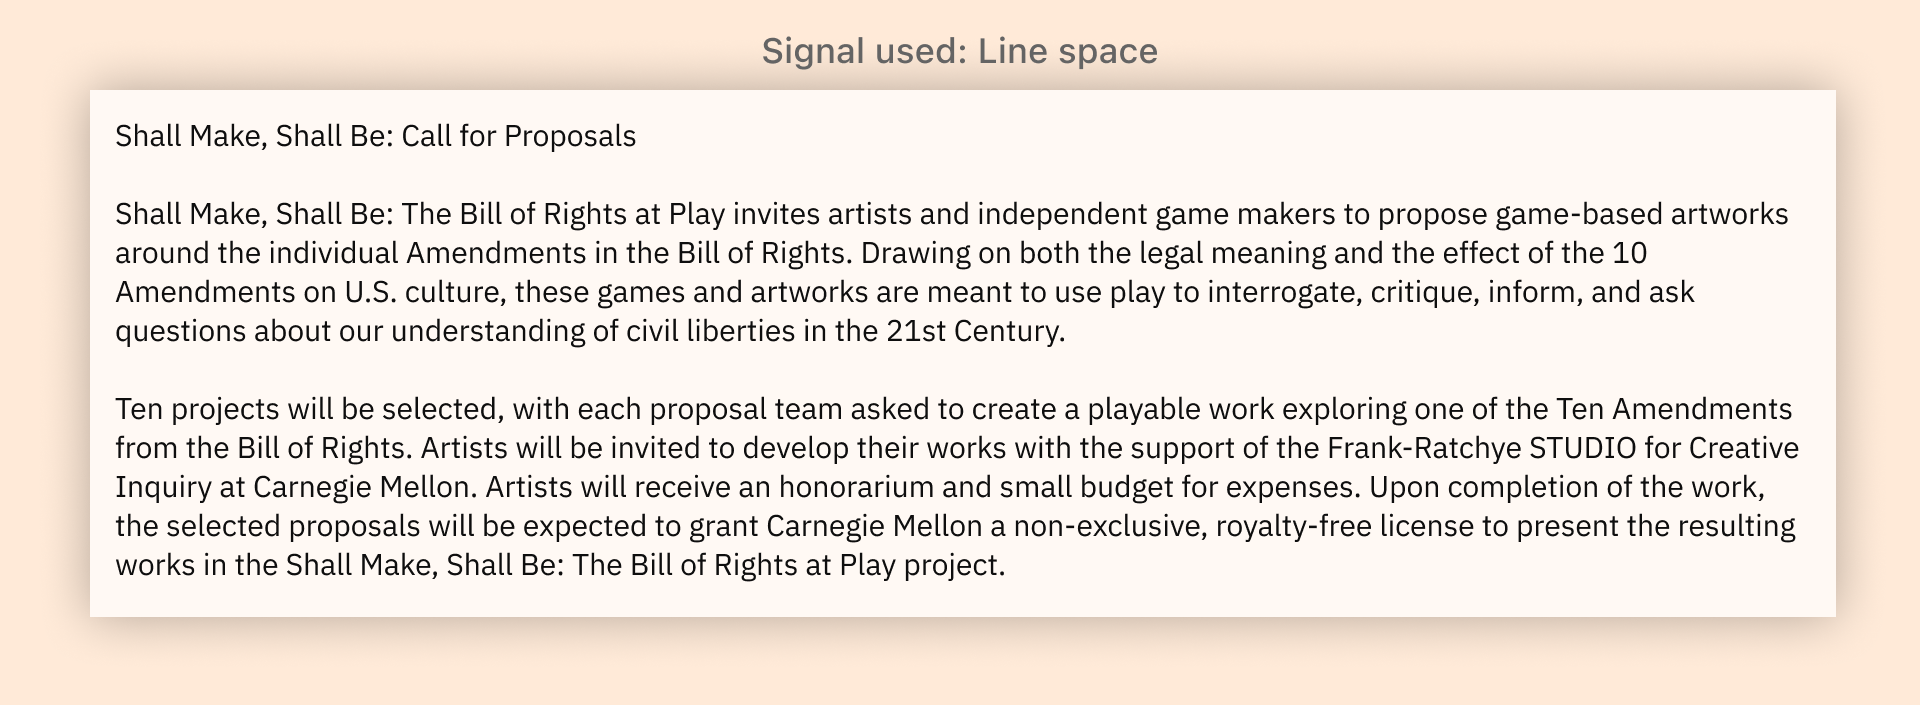 Signal used: Line space
Shall Make, Shall Be: Call for Proposals
Shall Make, Shall Be: The Bill of Rights at Play invites artists and independent game makers to propose game-based artworks
around the individual Amendments in the Bill of Rights. Drawing on both the legal meaning and the effect of the 10
Amendments on U.S. culture, these games and artworks are meant to use play to interrogate, critique, inform, and ask
questions about our understanding of civil liberties in the 21st Century.
Ten projects will be selected, with each proposal team asked to create a playable work exploring one of the Ten Amendments
from the Bill of Rights. Artists will be invited to develop their works with the support of the Frank-Ratchye STUDIO for Creative
Inquiry at Carnegie Mellon. Artists will receive an honorarium and small budget for expenses. Upon completion of the work,
the selected proposals will be expected to grant Carnegie Mellon a non-exclusive, royalty-free license to present the resulting
works in the Shall Make, Shall Be: The Bill of Rights at Play project.